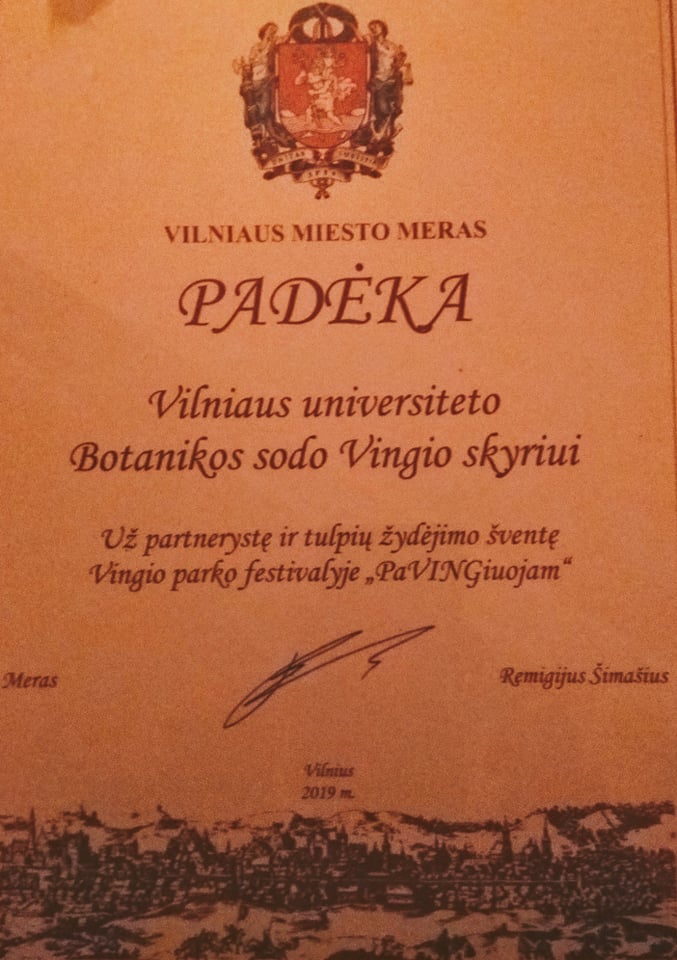 VILNIAUS MIESTO MERAS
PADĖKA
Vilniaus universiteto
Botanikos sodo Vingio skyriui
Už partnerystę ir tulpių žydėjimo šventę
Vingio parko festivalyje „PaVINGiuojam“
Meras
Remigijus Šimašius
Vilnius
2019 m.